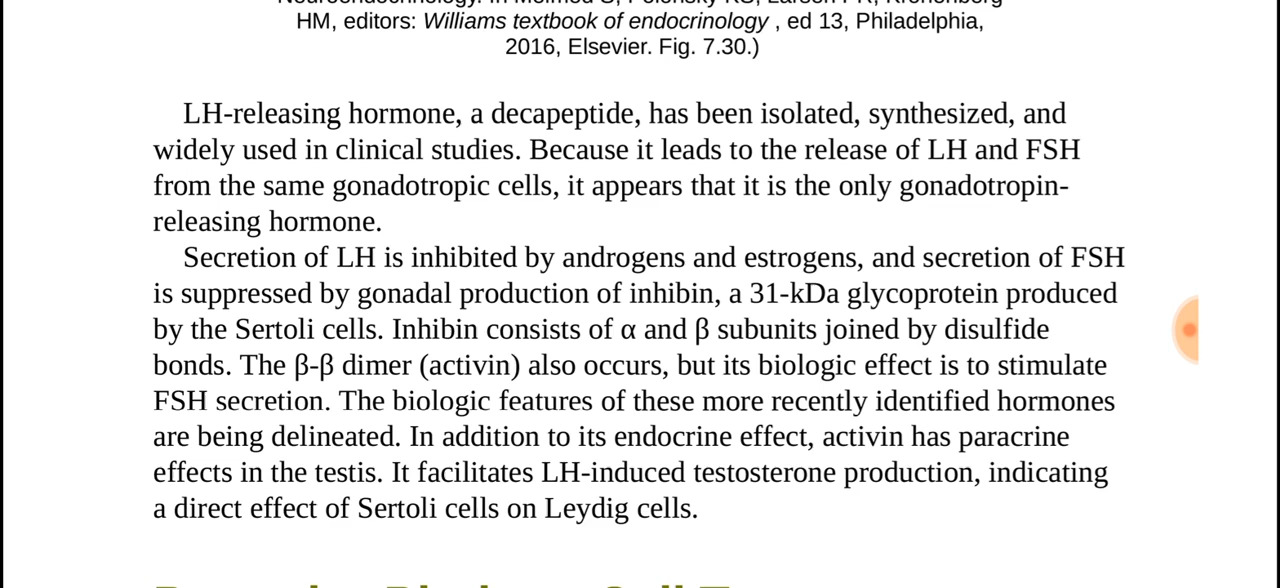 HM, editors: Williams textbook of endocrinology , ed 13, Philadelphia,
2016, Elsevier. Fig. 7.30.)
LH-releasing hormone, a decapeptide, has been isolated, synthesized, and
widely used in clinical studies. Because it leads to the release of LH and FSH
from the same gonadotropic cells, it appears that it is the only gonadotropin-
releasing hormone.
Secretion of LH is inhibited by androgens and estrogens, and secretion of FSH
is suppressed by gonadal production of inhibin, a 31-kDa glycoprotein produced
by the Sertoli cells. Inhibin consists of α and β subunits joined by disulfide
bonds. The β-β dimer (activin) also occurs, but its biologic effect is to stimulate
FSH secretion. The biologic features of these more recently identified hormones
are being delineated. In addition to its endocrine effect, activin has paracrine
effects in the testis. It facilitates LH-induced testosterone production, indicating
a direct effect of Sertoli cells on Leydig cells.